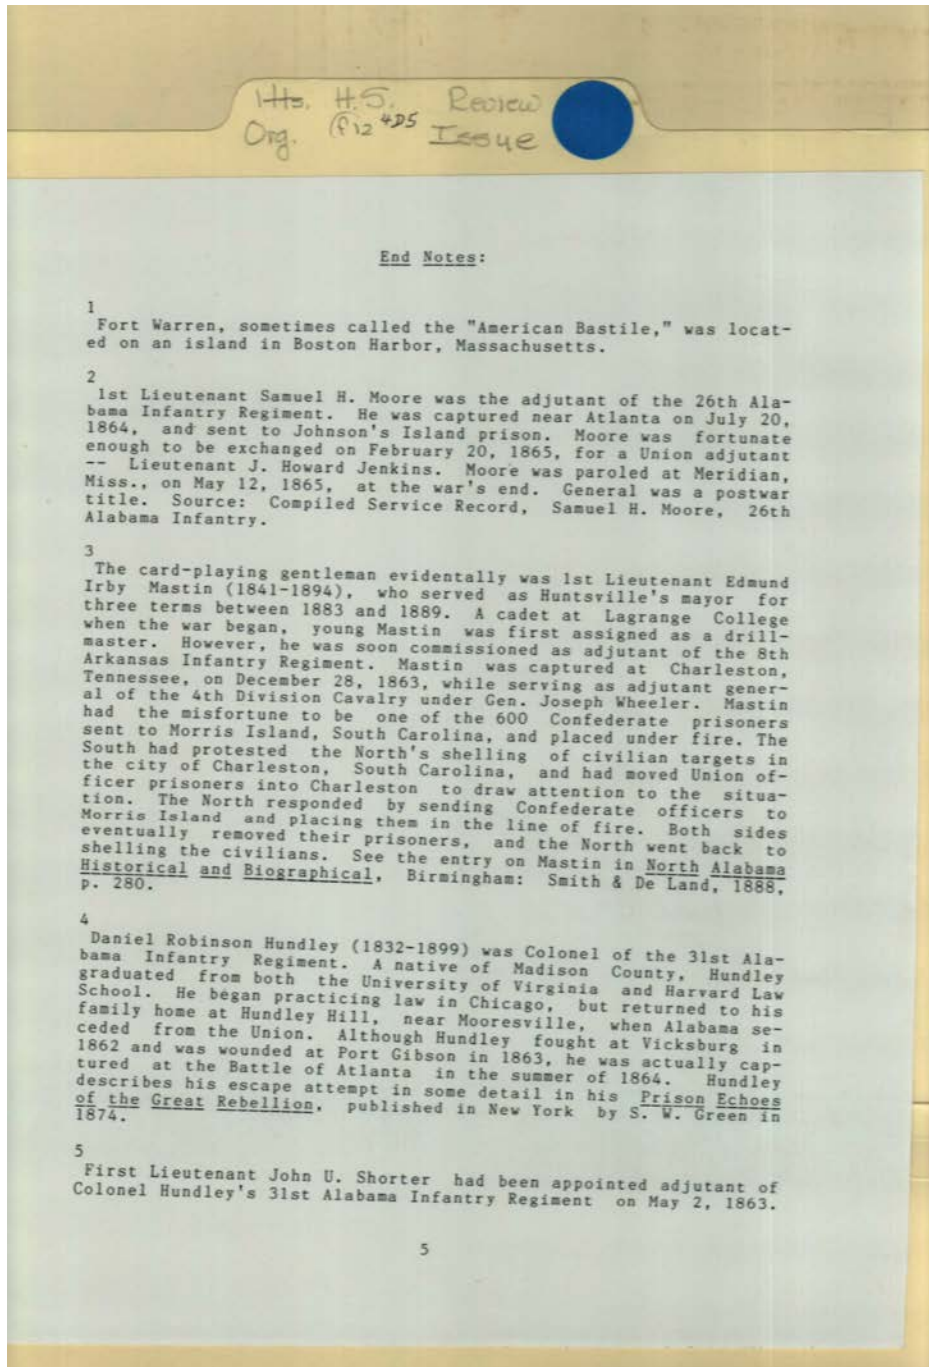 Hs. H.S. Review
Org. f12 4D5 Issue
End Notes:
1
Fort Warren, sometimes called the "American Bastile," was locat-
ed on an island in Boston Harbor, Massachusetts.
2
1st Lieutenant Samuel H. Moore was the adjutant of the 26th Ala-
bama Infantry Regiment. He was captured near Atlanta on July 20,
1864, and sent to Johnson's Island prison. Moore was fortunate
enough to be exchanged on February 20, 1865, for a Union adjutant
-- Lieutenant J. Howard Jenkins. Moore was paroled at Meridian,
Miss., on May 12, 1865, at the war's end. General was a postwar
title. Source: Compiled Service Record, Samuel H. Moore, 26th
Alabama Infantry.
3
The card-playing gentleman evidentally was 1st Lieutenant Edmund
Irby Mastin (1841-1894), who served as Huntsville's mayor for
three terms between 1883 and 1889. A cadet at Lagrange College
when the war began, young Mastin was first assigned as a drill-
master. However, he was soon commissioned as adjutant of the 8th
Arkansas Infantry Regiment. Mastin was captured at Charleston,
Tennessee, on December 28, 1863, while serving as adjutant gener-
al of the 4th Division Cavalry under Gen. Joseph Wheeler. Mastin
had the misfortune to be one of the 600 Confederate prisoners
sent to Morris Island, South Carolina, and placed under fire. The
South had protested the North's shelling of civilian targets in
the city of Charleston, South Carolina, and had moved Union of-
ficer prisoners into Charleston to draw attention to the situa-
tion. The North responded by sending Confederate officers to
Morris Island and placing them in the line of fire. Both sides
eventually removed their prisoners, and the North went back to
shelling the civilians. See the entry on Mastin in North Alabama
Historical and Biographical, Birmingham: Smith & De Land, 1888,
p. 280.
4
Daniel Robinson Hundley (1832-1899) was Colonel of the 31st Ala-
bama Infantry Regiment. A native of Madison County, Hundley
graduated from both the University of Virginia and Harvard Law
School. He began practicing law in Chicago, but returned to his
family home at Hundley Hill, near Mooresville, when Alabama se-
ceded from the Union. Although Hundley fought at Vicksburg in
1862 and was wounded at Port Gibson in 1863, he was actually cap-
tured at the Battle of Atlanta in the summer of 1864. Hundley
describes his escape attempt in some detail in his Prison Echoes
of the Great Rebellion, published in New York by S. W. Green in
1874.
5
First Lieutenant John U. Shorter had been appointed adjutant of
Colonel Hundley's 31st Alabama Infantry Regiment on May 2, 1863.
5